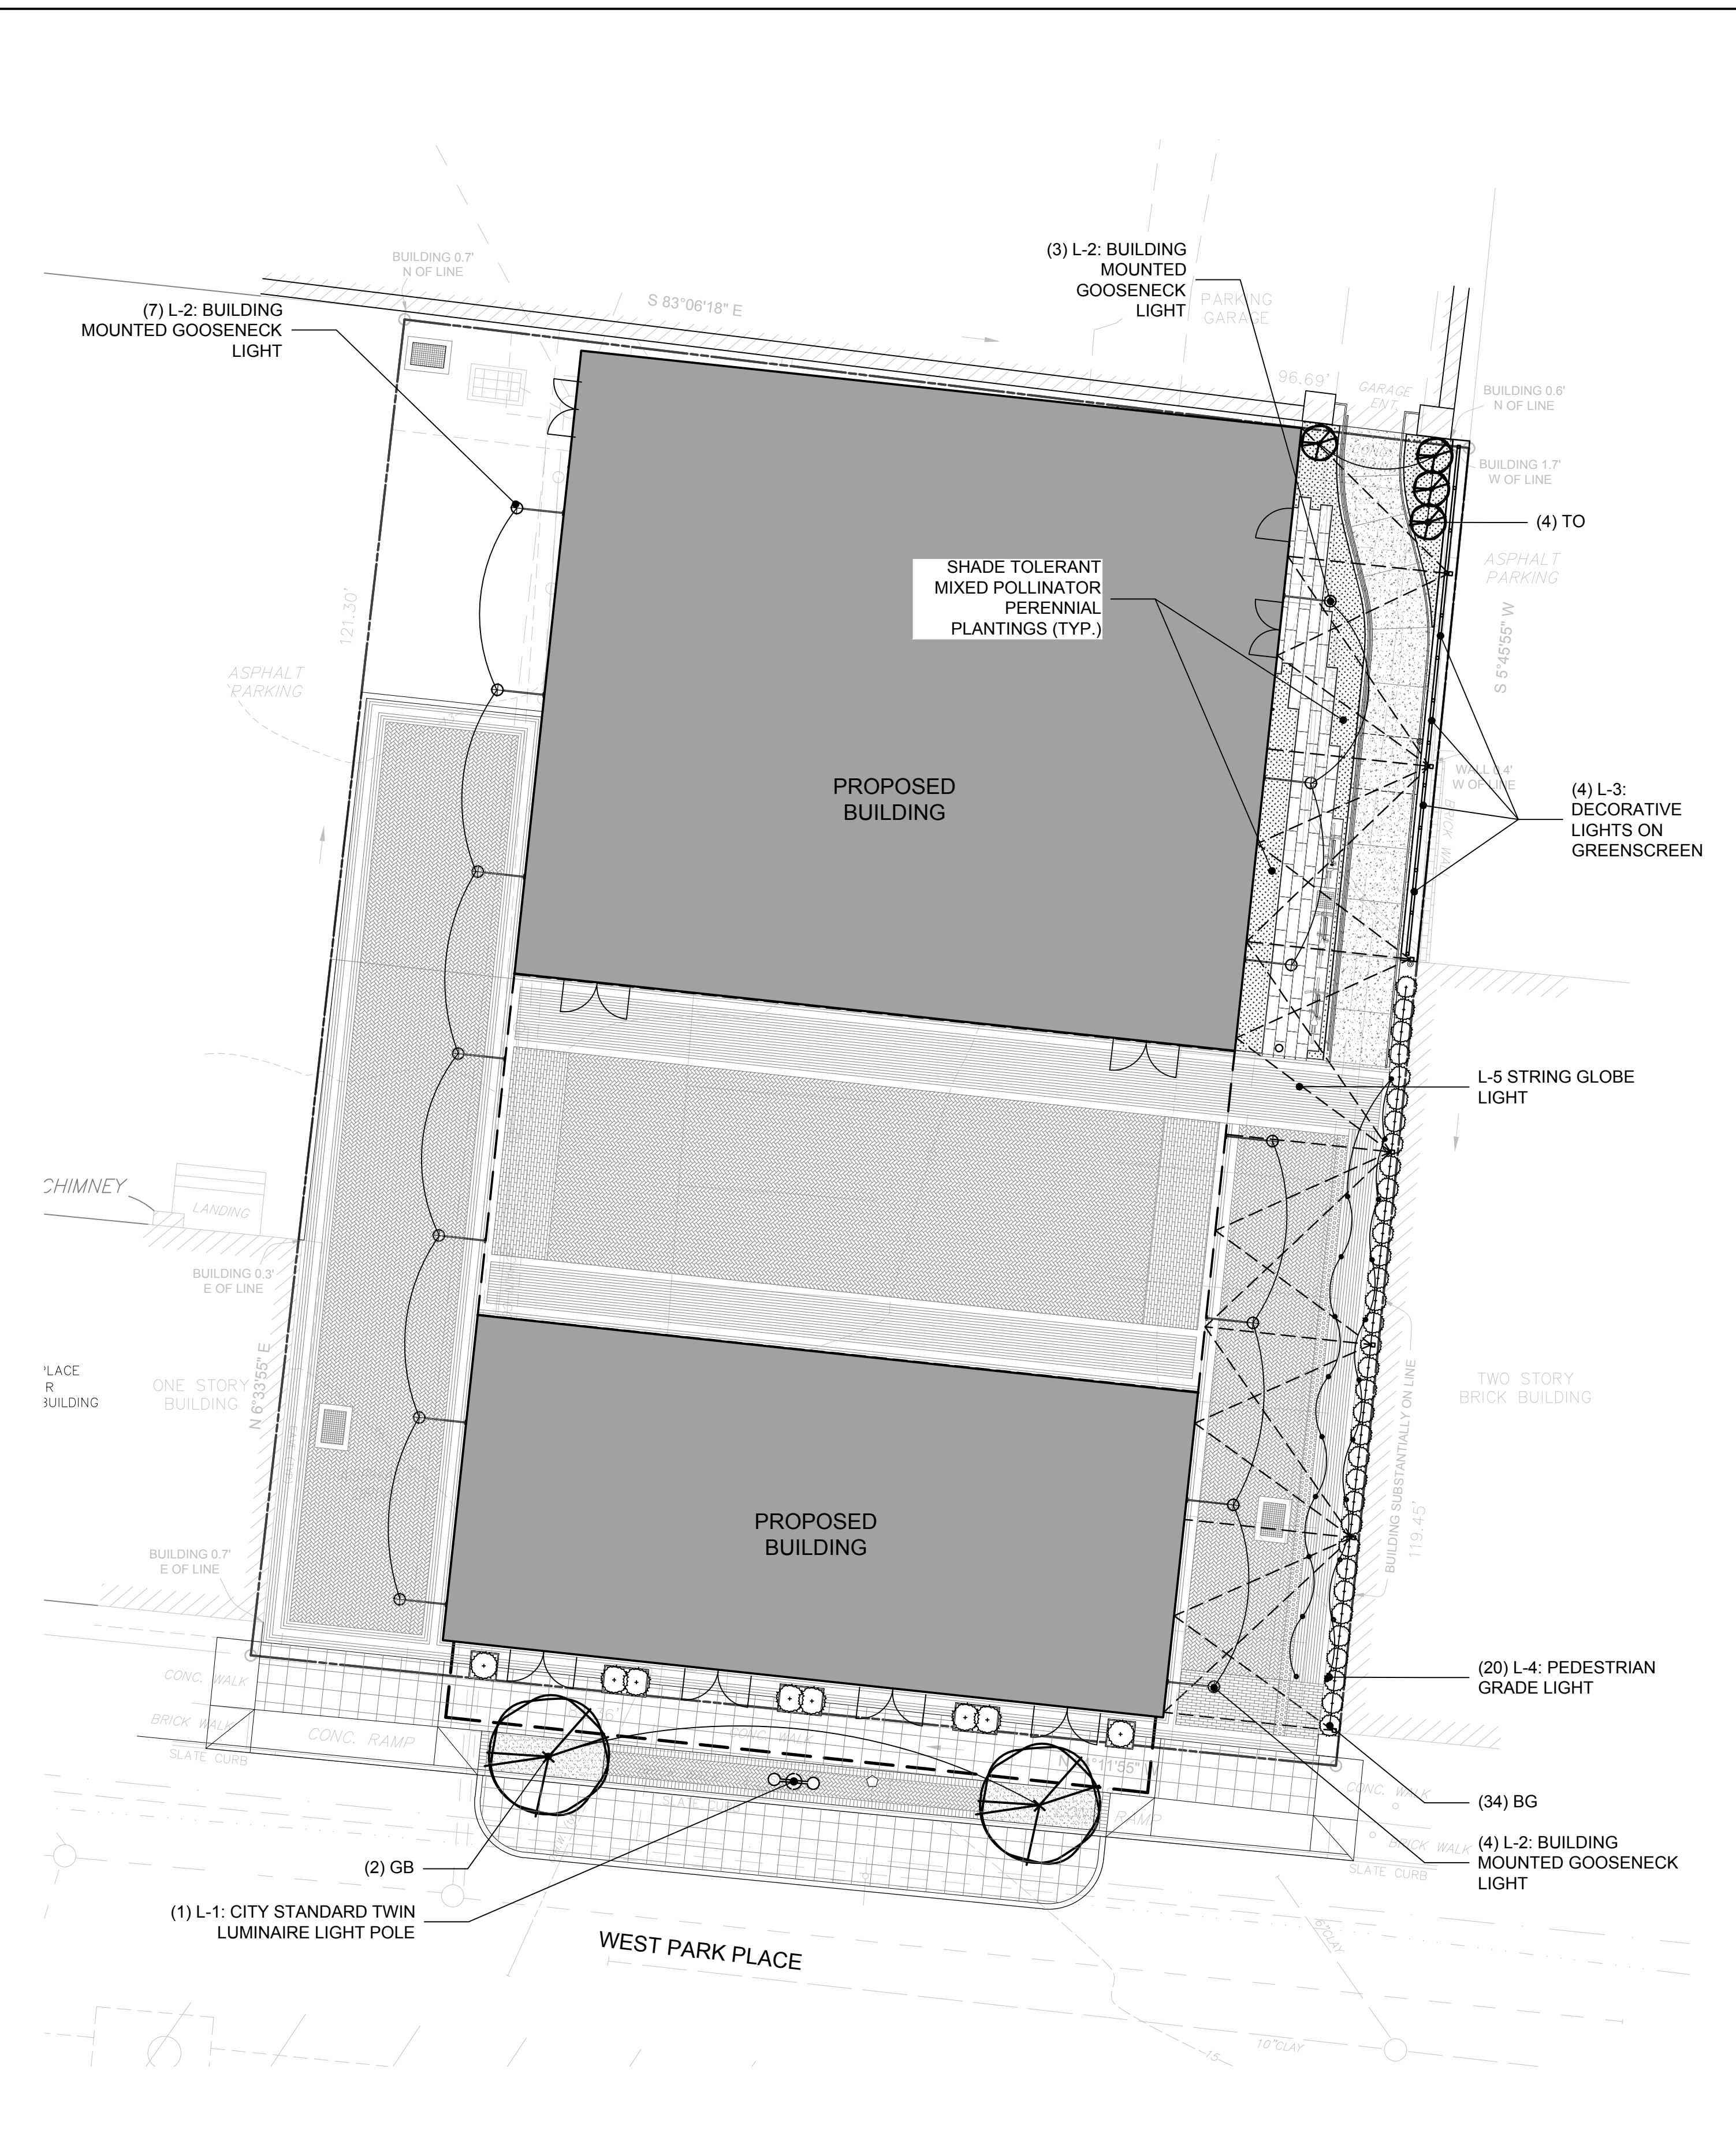 BUILDING 0.7'
N OF LINE
(7) L-2: BUILDING
MOUNTED GOOSENECK
LIGHT
S 83°06'18" E
(3) L-2: BUILDING
MOUNTED
GOOSENECK
LIGHT
PARKING
GARAGE
96.69'
GARAGE
ENT.
BUILDING 0.6'
N OF LINE
BUILDING 1.7'
W OF LINE
(4) TO
ASPHALT
PARKING
S 5°45'55" W
SHADE TOLERANT
MIXED POLLINATOR
PERENNIAL
PLANTINGS (TYP.)
121.30'
ASPHALT
PARKING
PROPOSED
BUILDING
WALL 0.4'
W OF LINE
(4) L-3:
DECORATIVE
LIGHTS ON
GREENSCREEN
L-5 STRING GLOBE
LIGHT
CHIMNEY
LANDING
BUILDING 0.3'
E OF LINE
N 6°33'55" E
ONE STORY
BUILDING
PLACE
R
BUILDING
TWO STORY
BRICK BUILDING
BUILDING SUBSTANTIALLY ON LINE
119.45'
PROPOSED
BUILDING
BUILDING 0.7'
E OF LINE
CONC. WALK
BRICK WALK
CONC. RAMP
SLATE CURB
CONC. WALK
(20) L-4: PEDESTRIAN
GRADE LIGHT
CONC. WALK
(34) BG
BRICK WALK
SLATE CURB
(4) L-2: BUILDING
MOUNTED GOOSENECK
LIGHT
(2) GB
(1) L-1: CITY STANDARD TWIN
LUMINAIRE LIGHT POLE
WEST PARK PLACE
6"CLAY
10"CLAY
15